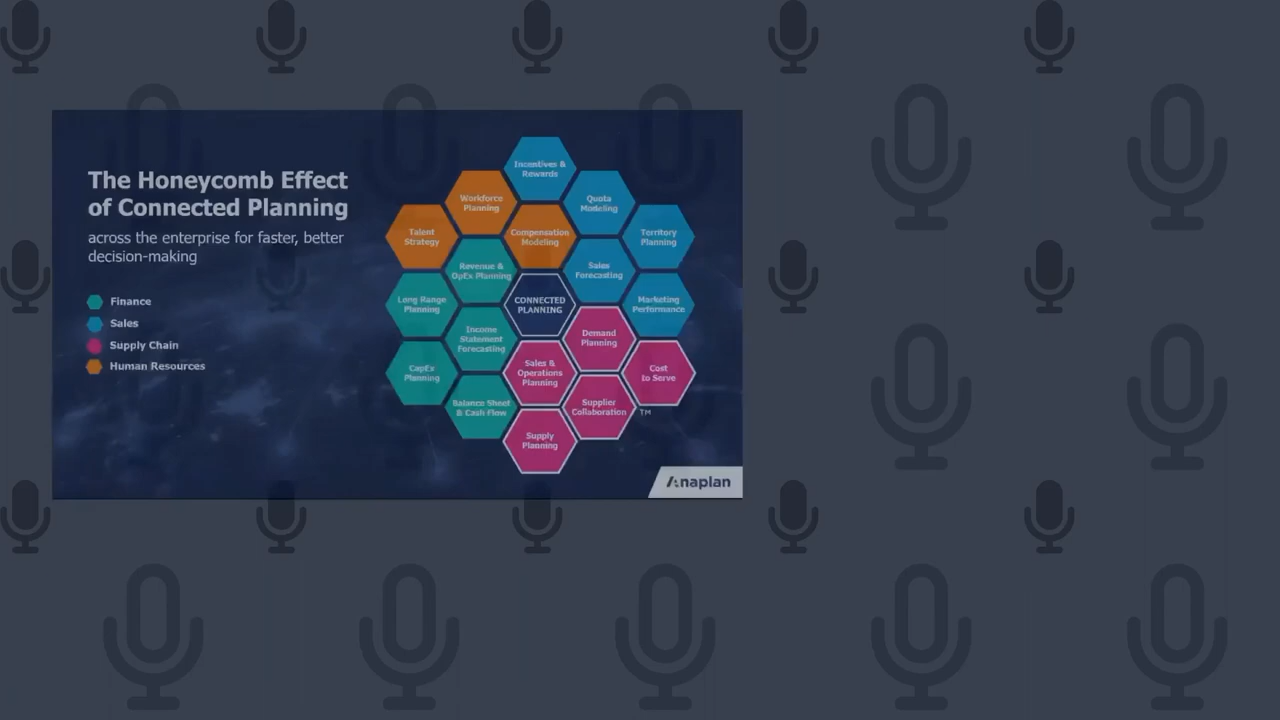 The Honeycomb Effect
of Connected Planning
across the enterprise for faster, better
decision-making
Finance
Sales
Supply Chain
Human Resources
Incentives &
Rewards
Workforce
Planning
Quota
Modeling
Talent
Strategy
Compensation
Modeling
Territory
Planning
Revenue &
OpEx Planning
Sales
Forecasting
Long Range
Planning
CONNECTED
PLANNING
Marketing
Performance
Income
Statement
Forecasting
Demand
Planning
CapEx
Planning
Sales &
Operations
Planning
Cost
to Serve
Balance Sheet
& Cash Flow
Supplier
Collaboration
TM
Supply
Planning
Anaplan